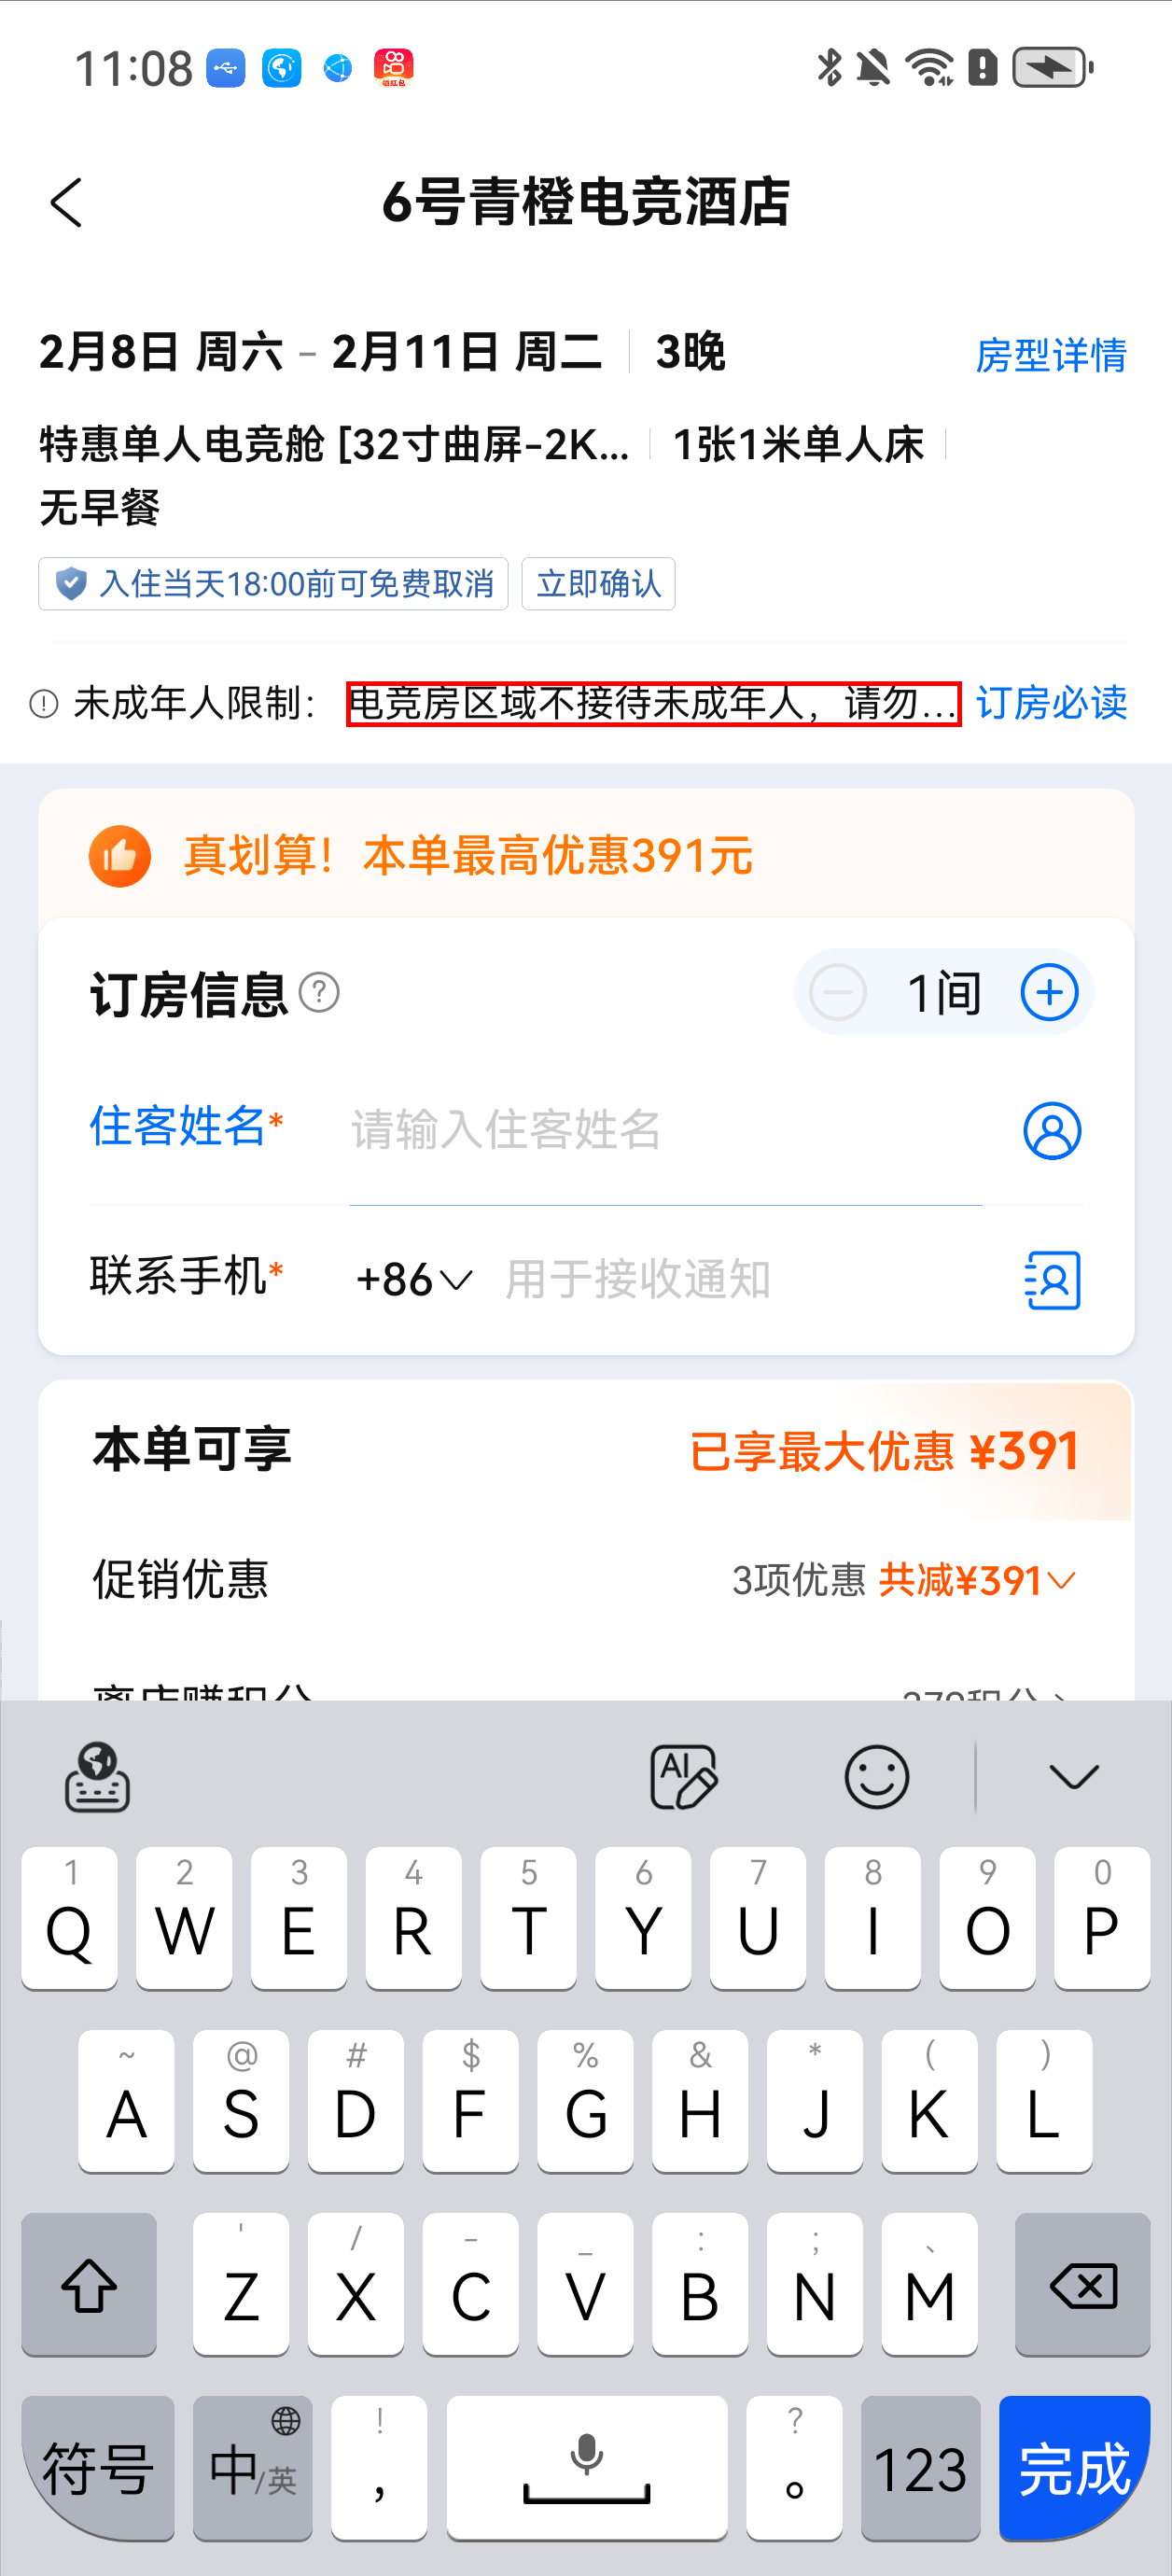 11:08
领红包
6号青橙电竞酒店
2月8日 周六 - 2月11日 周二 3晚 房型详情
特惠单人电竞舱 [32寸曲屏-2K... 1张1米单人床
无早餐
入住当天18:00前可免费取消 立即确认
未成年人限制： 电竞房区域不接待未成年人，请勿... 订房必读
真划算！本单最高优惠391元
订房信息 ? 1间
住客姓名* 请输入住客姓名
联系手机* +86 用于接收通知
本单可享 已享最大优惠 ¥391
促销优惠 3项优惠 共减¥391
AI
1 2 3 4 5 6 7 8 9 0
Q W E R T Y U I O P
~ @ # $ % & * ( )
A S D F G H J K L
' / - _ : ; 、
Z X C V B N M
! ?
符号 中/英 ， 。 123 完成